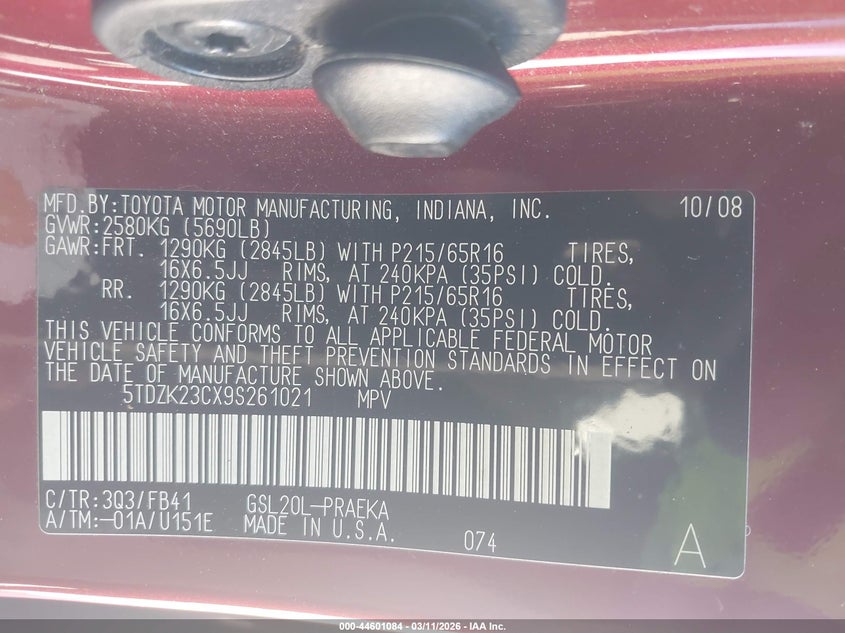 MFD.BY:TOYOTA MOTOR MANUFACTURING, INDIANA, INC. 10/08
GVWR:2580KG (5690LB)
GAWR:FRT. 1290KG (2845LB) WITH P215/65R16 TIRES,
16X6.5JJ RIMS, AT 240KPA (35PSI) COLD.
RR. 1290KG (2845LB) WITH P215/65R16 TIRES,
16X6.5JJ RIMS, AT 240KPA (35PSI) COLD.
THIS VEHICLE CONFORMS TO ALL APPLICABLE FEDERAL MOTOR
VEHICLE SAFETY AND THEFT PREVENTION STANDARDS IN EFFECT ON
THE DATE OF MANUFACTURE SHOWN ABOVE.
5TDZK23CX9S261021 MPV
C/TR:3Q3/FB41 GSL20L-PRAEKA
A/TM:-01A/U151E MADE IN U.S.A. 074 A
000-44601084 - 03/11/2026 - IAA Inc.